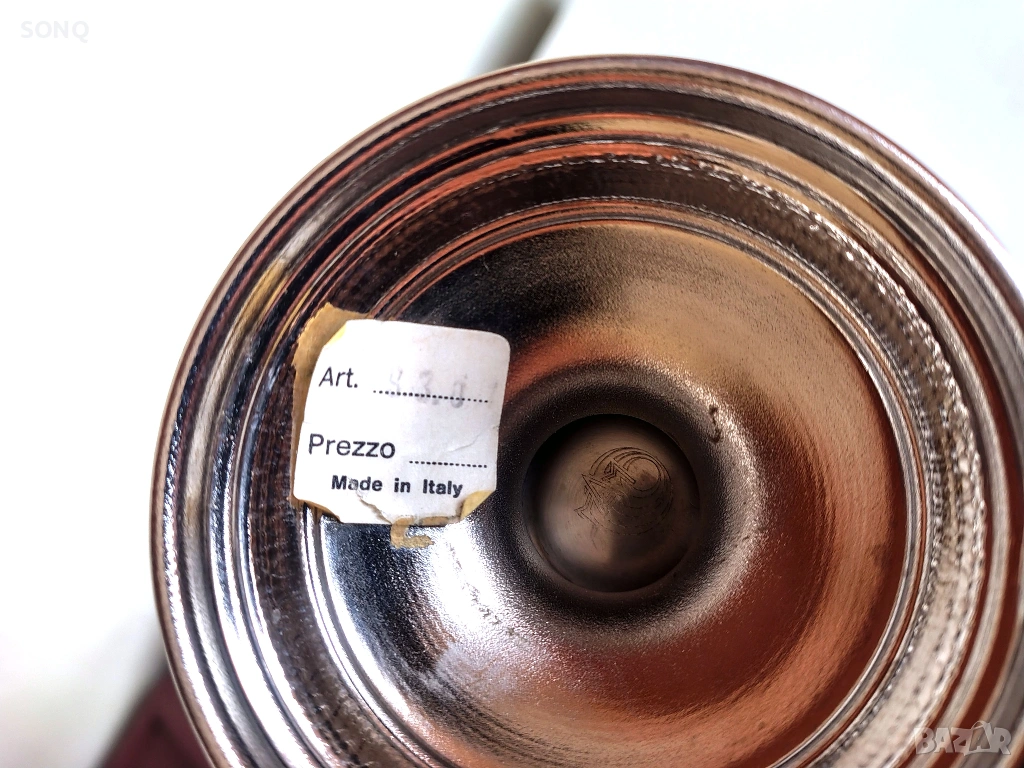 SONQ
Art. ........................
Prezzo ................
Made in Italy
BAZAR